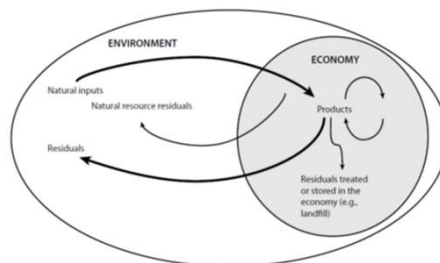 ENVIRONMENT
ECONOMY
Natural inputs
Natural resource residuals
Products
Residuals
Residuals treated
or stored in the
economy (e.g.,
landfill)